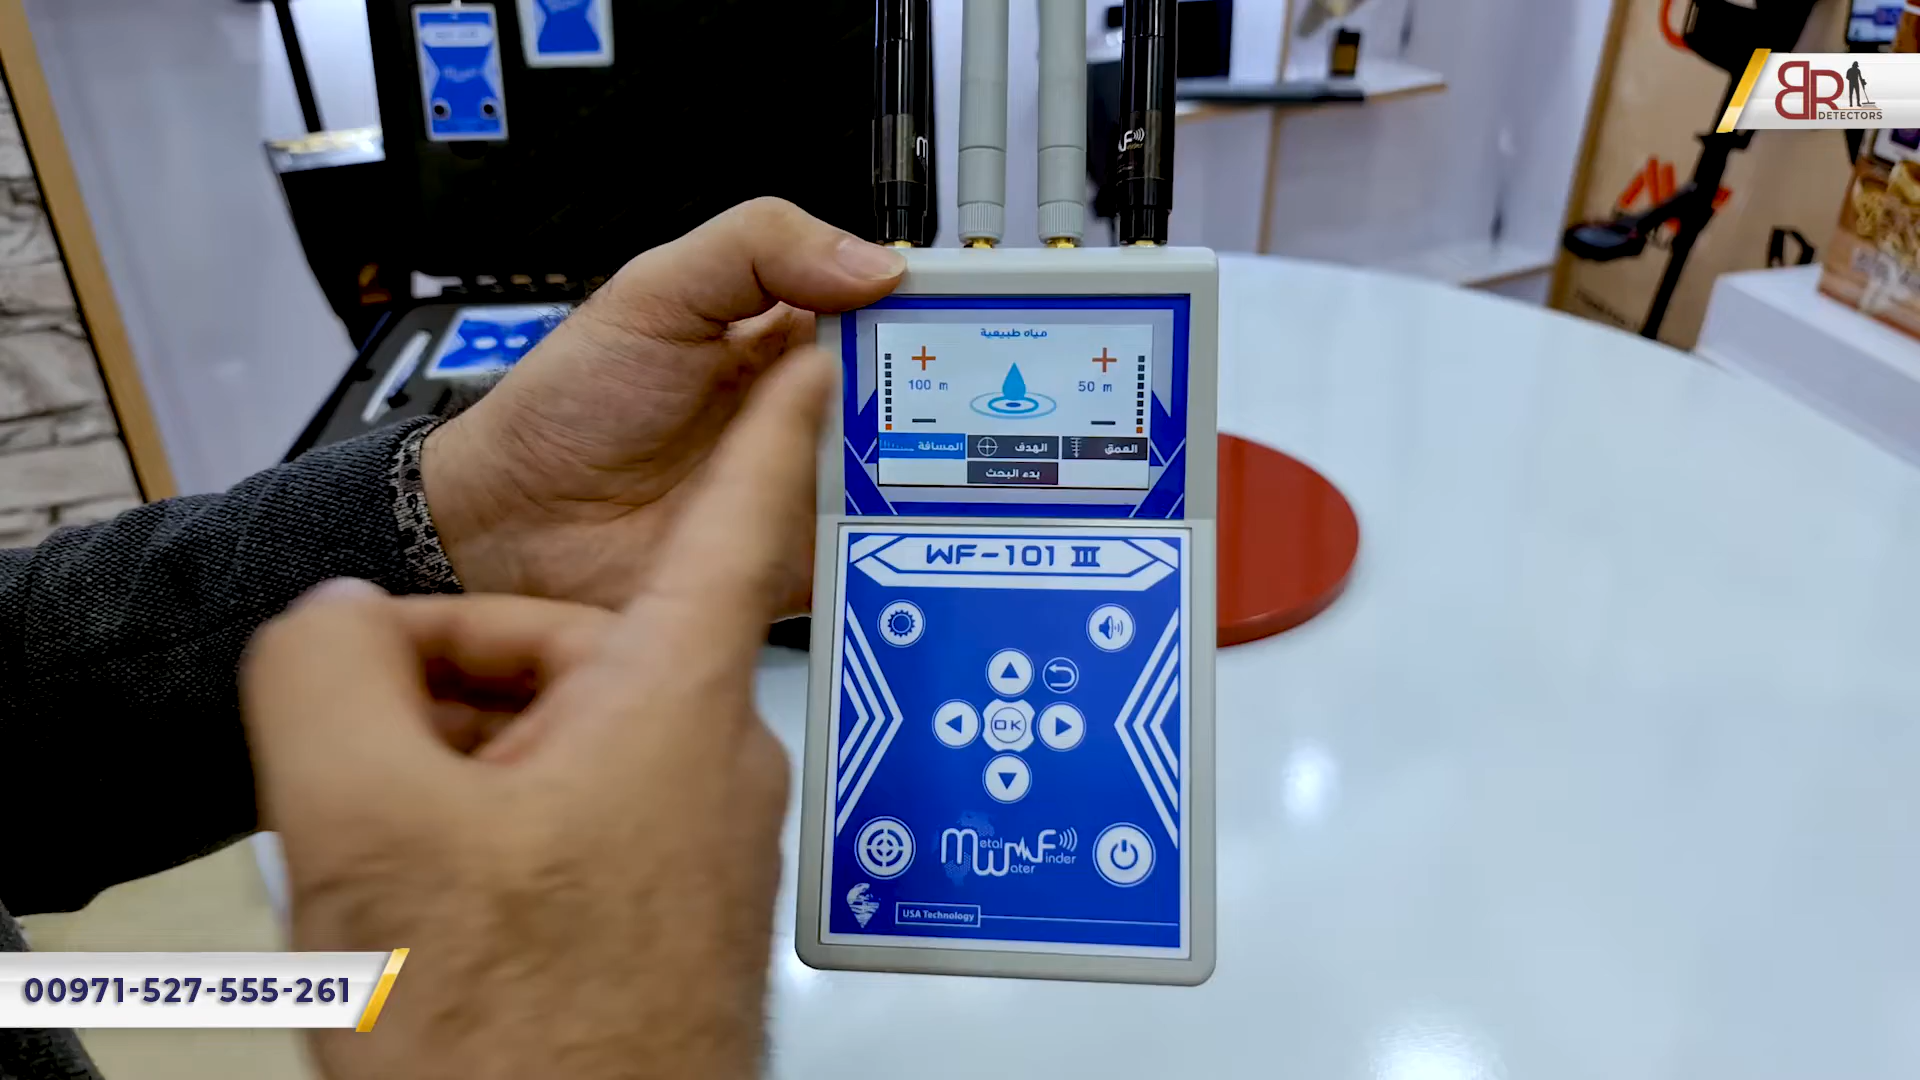 BR
DETECTORS
مياه طبيعية
100 m
50 m
المسافة
الهدف
العمق
بدء البحث
WF-101 III
OK
Metal
Water
Finder
USA Technology
00971-527-555-261